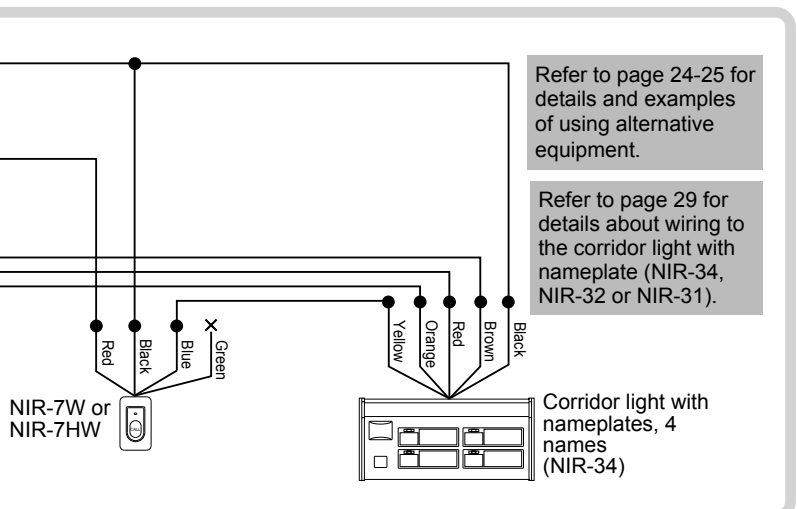 Refer to page 24-25 for
details and examples
of using alternative
equipment.
Refer to page 29 for
details about wiring to
the corridor light with
nameplate (NIR-34,
NIR-32 or NIR-31).
Red
Black
Blue
Green
Yellow
Orange
Red
Brown
Black
NIR-7W or
NIR-7HW
CALL
Corridor light with
nameplates, 4
names
(NIR-34)